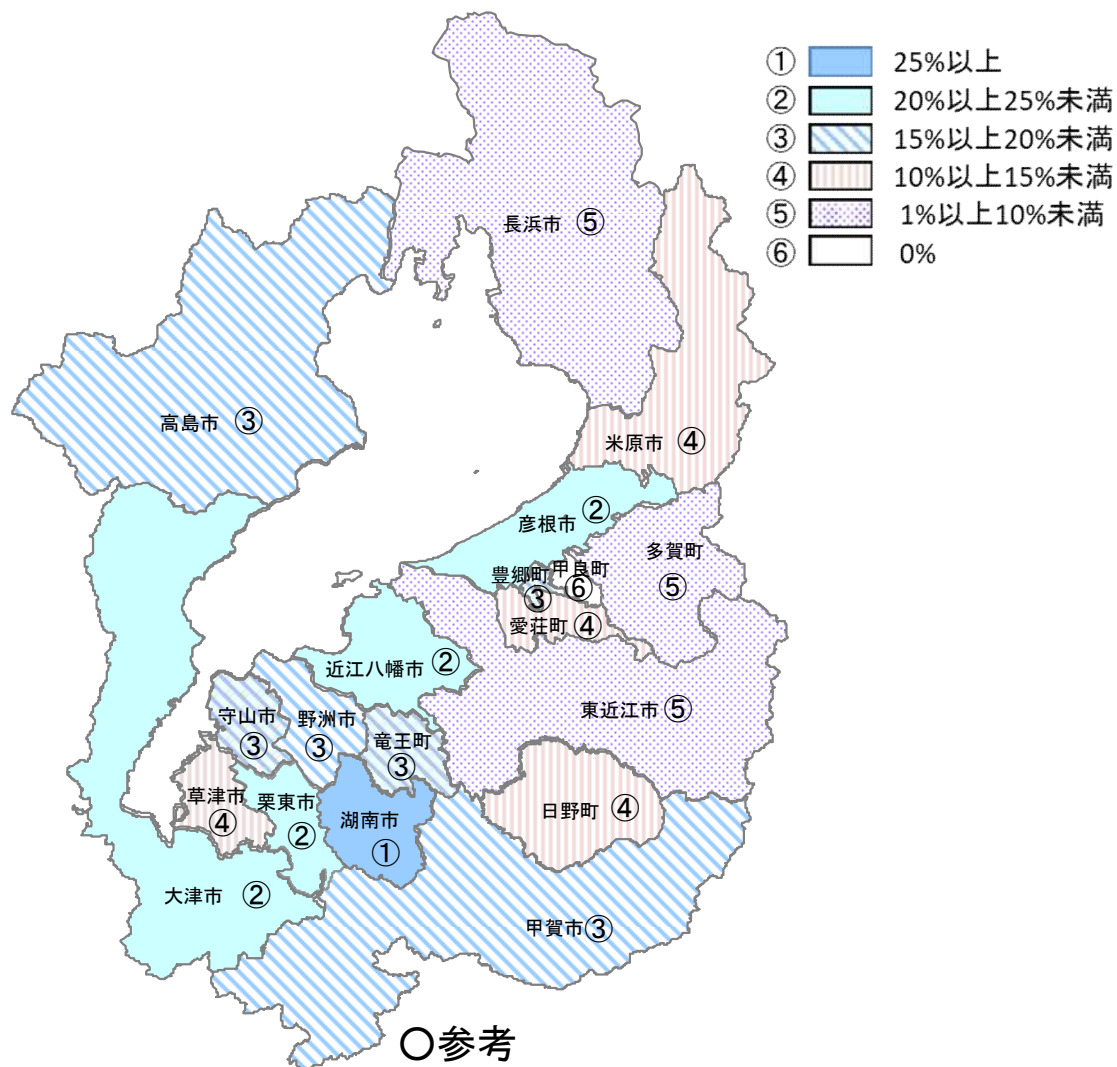 ① 25%以上
② 20%以上25%未満
③ 15%以上20%未満
④ 10%以上15%未満
⑤ 1%以上10%未満
⑥ 0%
長浜市⑤
高島市③
米原市④
彦根市②
多賀町
⑤
豊郷町
③
甲良町
⑥
愛荘町④
近江八幡市②
東近江市⑤
守山市
③
野洲市
③
竜王町
③
草津市
④
栗東市
②
湖南市
①
日野町④
大津市②
甲賀市③
〇参考